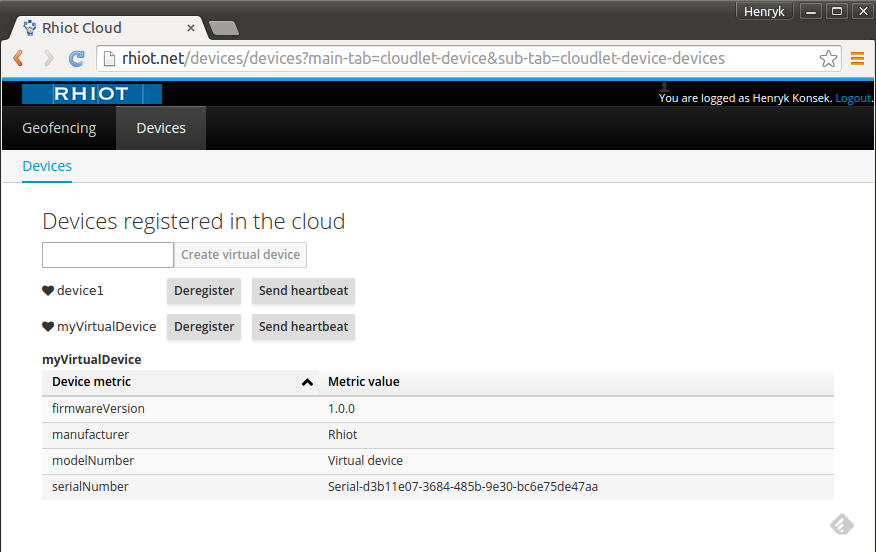 Henryk
Rhiot Cloud
rhiot.net/devices/devices?main-tab=cloudlet-device&sub-tab=cloudlet-device-devices
RHIOT
You are logged as Henryk Konsek. Logout.
Geofencing Devices
Devices
Devices registered in the cloud
Create virtual device
device1 Deregister Send heartbeat
myVirtualDevice Deregister Send heartbeat
myVirtualDevice
Device metric Metric value
firmwareVersion 1.0.0
manufacturer Rhiot
modelNumber Virtual device
serialNumber Serial-d3b11e07-3684-485b-9e30-bc6e75de47aa